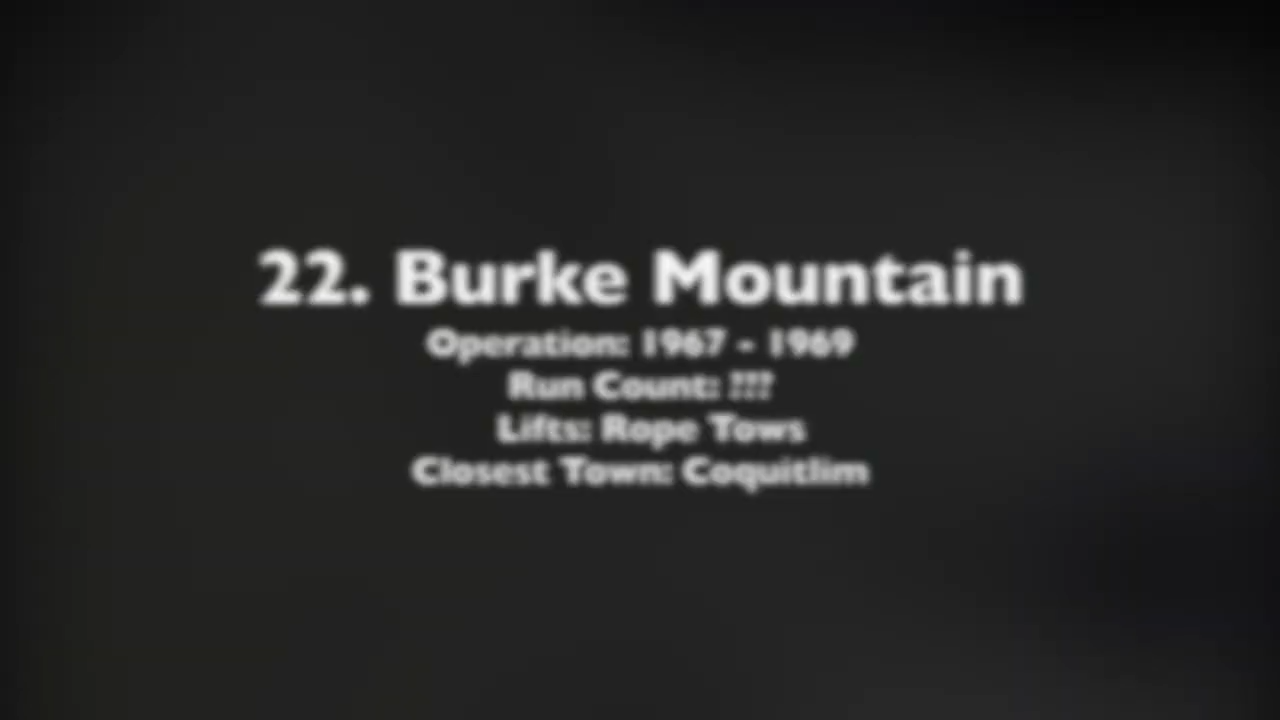 22. Burke Mountain
Operation: 1967 - 1969
Run Count: ???
Lifts: Rope Tows
Closest Town: Coquitlim